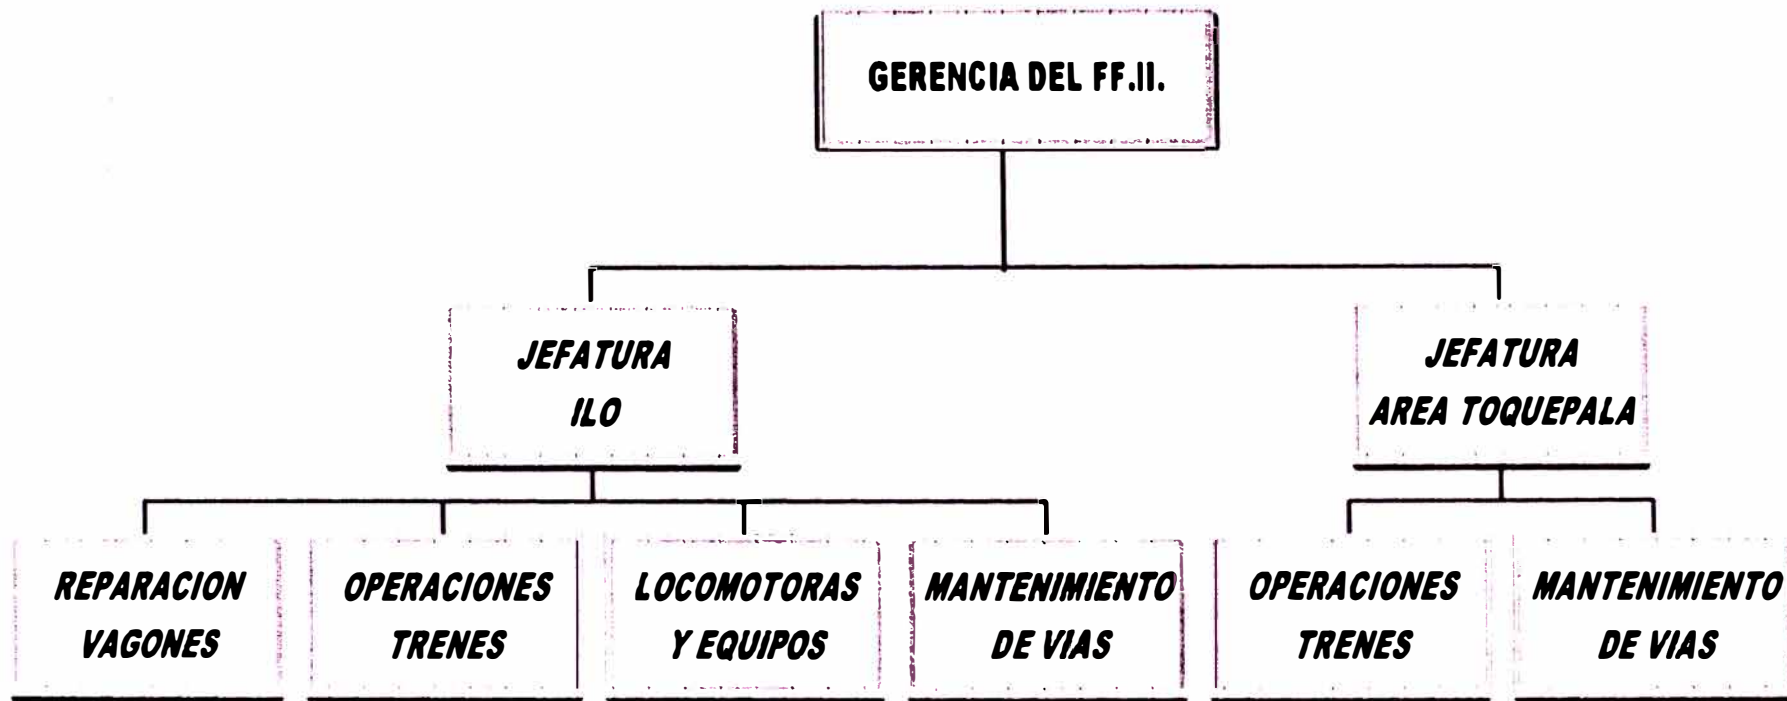 GERENCIA DEL FF.II.
JEFATURA
ILO
JEFATURA
AREA TOQUEPALA
REPARACION
VAGONES
OPERACIONES
TRENES
LOCOMOTORAS
Y EQUIPOS
MANTENIMIENTO
DE VIAS
OPERACIONES
TRENES
MANTENIMIENTO
DE VIAS